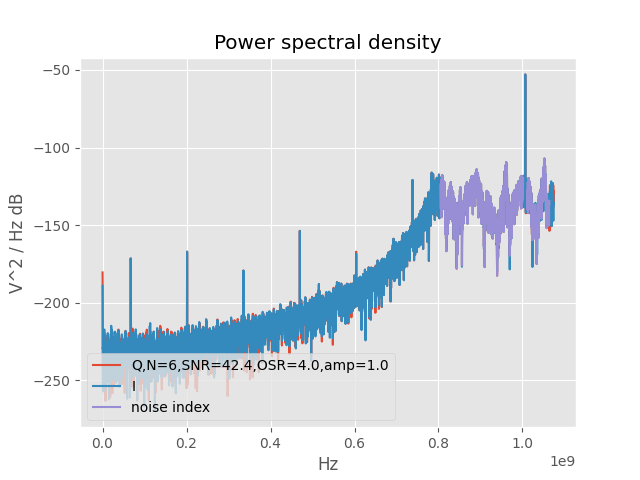 Power spectral density
V^2 / Hz dB
−50
−100
−150
−200
−250
Q,N=6,SNR=42.4,OSR=4.0,amp=1.0
I
noise index
0.0 0.2 0.4 0.6 0.8 1.0
1e9
Hz